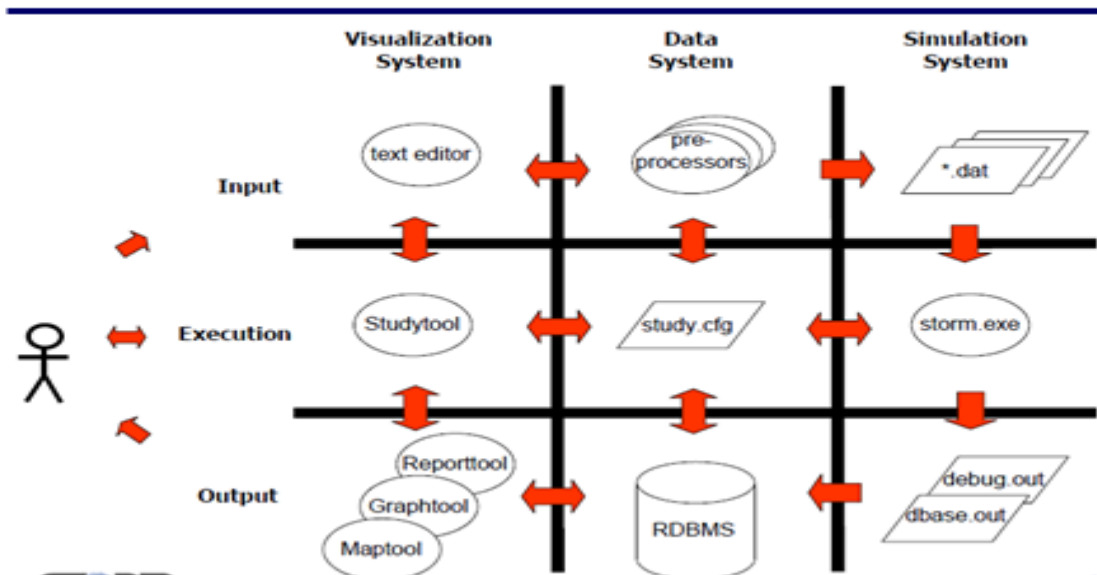 Visualization
System
Data
System
Simulation
System
Input
text editor
pre-
processors
*.dat
Execution
Studytool
study.cfg
storm.exe
Output
Reporttool
Graphtool
Maptool
RDBMS
debug.out
dbase.out